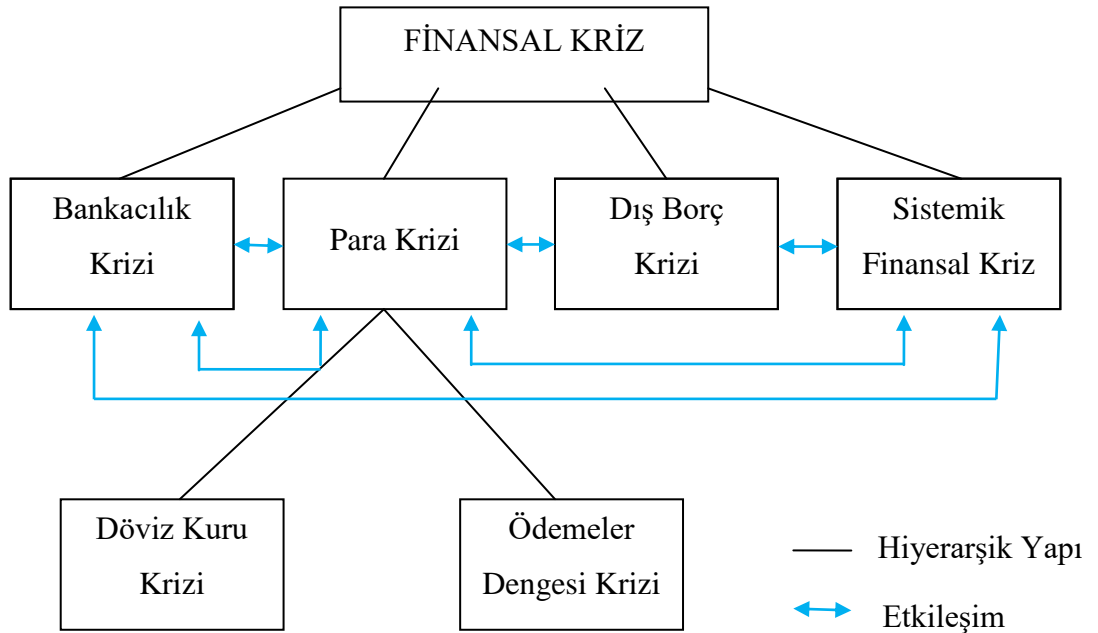 FİNANSAL KRİZ
Bankacılık
Krizi
Para Krizi
Dış Borç
Krizi
Sistemik
Finansal Kriz
Döviz Kuru
Krizi
Ödemeler
Dengesi Krizi
Hiyerarşik Yapı
Etkileşim